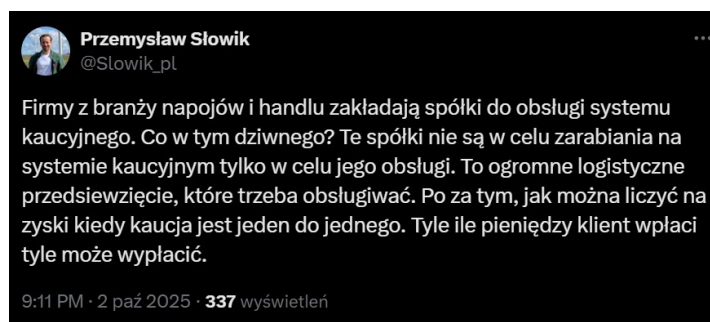 Przemysław Słowik
@Slowik_pl
Firmy z branży napojów i handlu zakładają spółki do obsługi systemu
kaucyjnego. Co w tym dziwnego? Te spółki nie są w celu zarabiania na
systemie kaucyjnym tylko w celu jego obsługi. To ogromne logistyczne
przedsiewzięcie, które trzeba obsługiwać. Po za tym, jak można liczyć na
zyski kiedy kaucja jest jeden do jednego. Tyle ile pieniędzy klient wpłaci
tyle może wypłacić.
9:11 PM · 2 paź 2025 · 337 wyświetleń